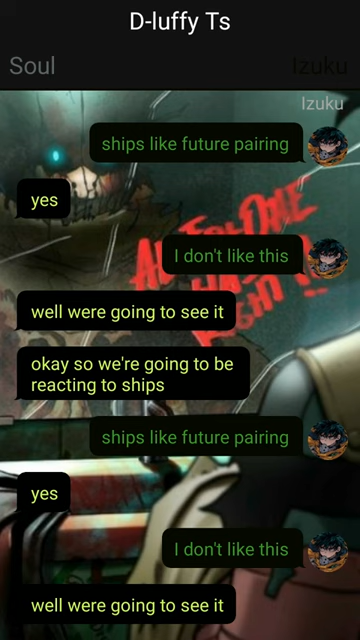 D-luffy Ts
Soul
Izuku
Izuku
ships like future pairing
yes
I don't like this
well were going to see it
okay so we're going to be
reacting to ships
ships like future pairing
yes
I don't like this
well were going to see it